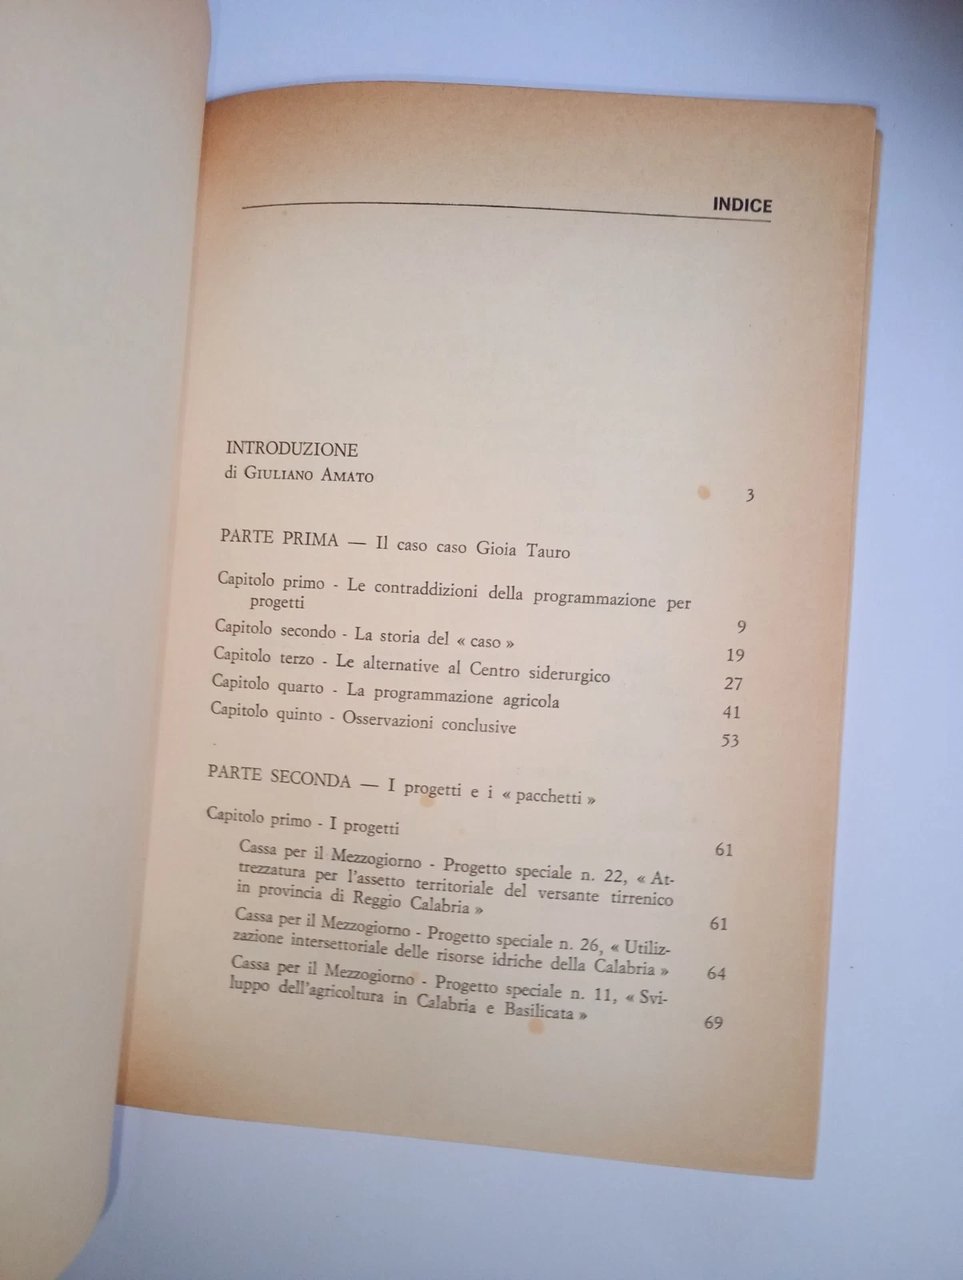 INDICE
INTRODUZIONE
di GIULIANO AMATO 3
PARTE PRIMA — Il caso caso Gioia Tauro
Capitolo primo - Le contraddizioni della programmazione per
progetti 9
Capitolo secondo - La storia del « caso » 19
Capitolo terzo - Le alternative al Centro siderurgico 27
Capitolo quarto - La programmazione agricola 41
Capitolo quinto - Osservazioni conclusive 53
PARTE SECONDA — I progetti e i « pacchetti »
Capitolo primo - I progetti 61
Cassa per il Mezzogiorno - Progetto speciale n. 22, « At-
trezzatura per l'assetto territoriale del versante tirrenico
in provincia di Reggio Calabria » 61
Cassa per il Mezzogiorno - Progetto speciale n. 26, « Utiliz-
zazione intersettoriale delle risorse idriche della Calabria » 64
Cassa per il Mezzogiorno - Progetto speciale n. 11, « Svi-
luppo dell'agricoltura in Calabria e Basilicata » 69